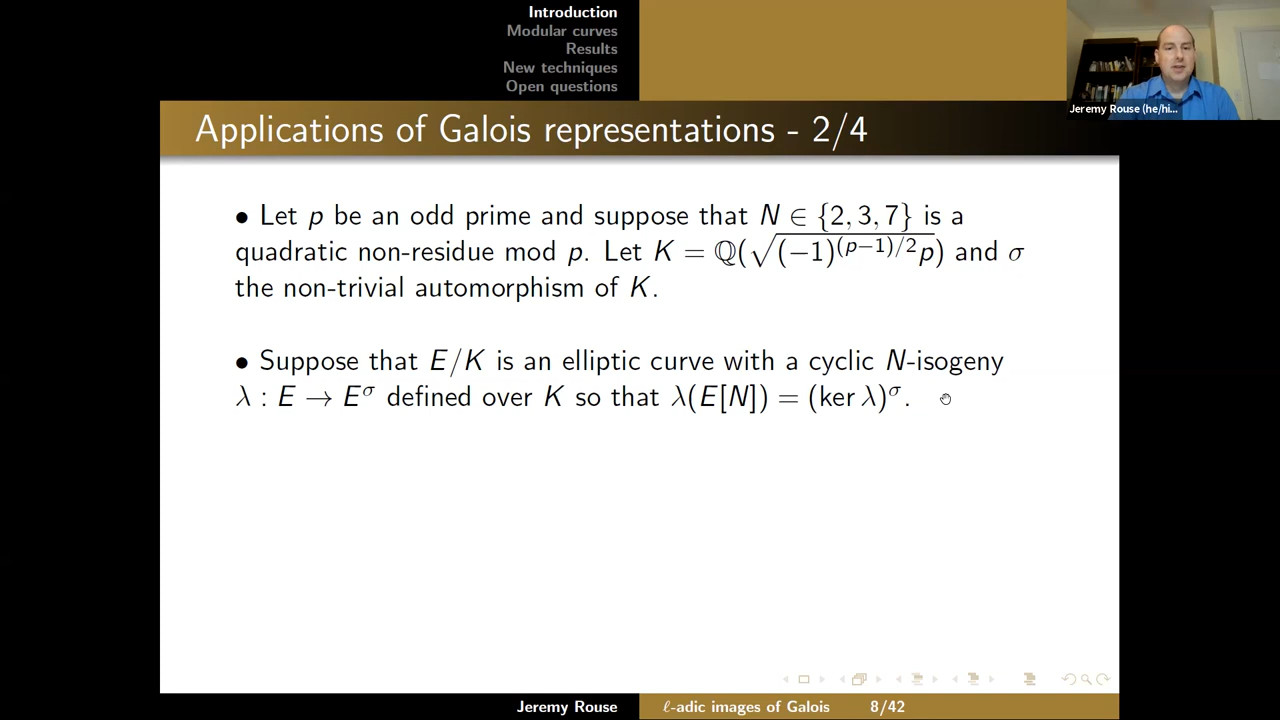 Introduction
Modular curves
Results
New techniques
Open questions
Jeremy Rouse (he/hi...
Applications of Galois representations - 2/4
• Let p be an odd prime and suppose that N ∈ {2, 3, 7} is a
quadratic non-residue mod p. Let K = ℚ(√((−1)^{(p−1)/2}p)) and σ
the non-trivial automorphism of K.
• Suppose that E/K is an elliptic curve with a cyclic N-isogeny
λ : E → E^σ defined over K so that λ(E[N]) = (ker λ)^σ.
Jeremy Rouse ℓ-adic images of Galois 8/42